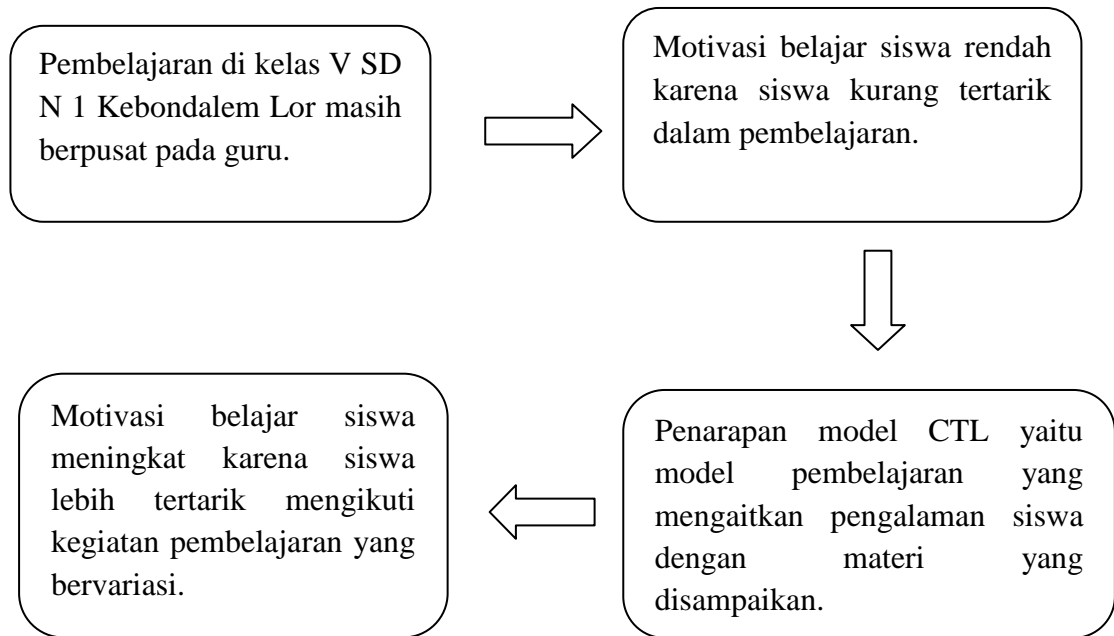 Pembelajaran di kelas V SD
N 1 Kebondalem Lor masih
berpusat pada guru.
Motivasi belajar siswa rendah
karena siswa kurang tertarik
dalam pembelajaran.
Penarapan model CTL yaitu
model pembelajaran yang
mengaitkan pengalaman siswa
dengan materi yang
disampaikan.
Motivasi belajar siswa
meningkat karena siswa
lebih tertarik mengikuti
kegiatan pembelajaran yang
bervariasi.